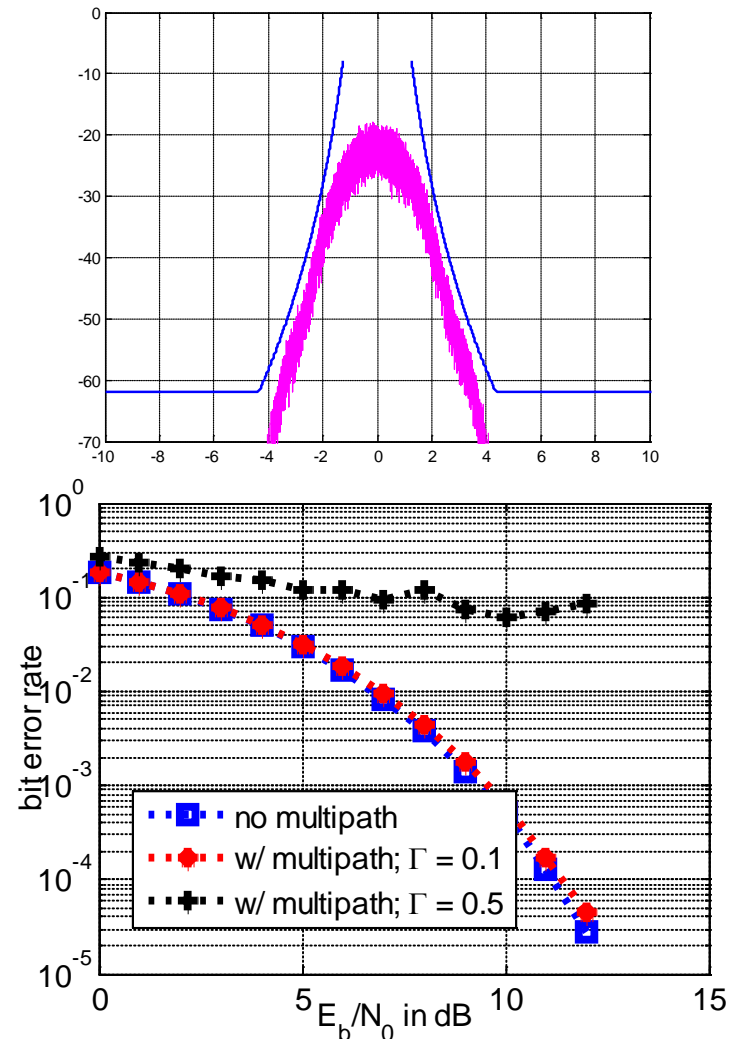 0
-10
-20
-30
-40
-50
-60
-70
-10 -8 -6 -4 -2 0 2 4 6 8 10
10^0
10^-1
10^-2
10^-3
10^-4
10^-5
bit error rate
no multipath
w/ multipath; Γ = 0.1
w/ multipath; Γ = 0.5
0 5 10 15
E_b/N_0 in dB